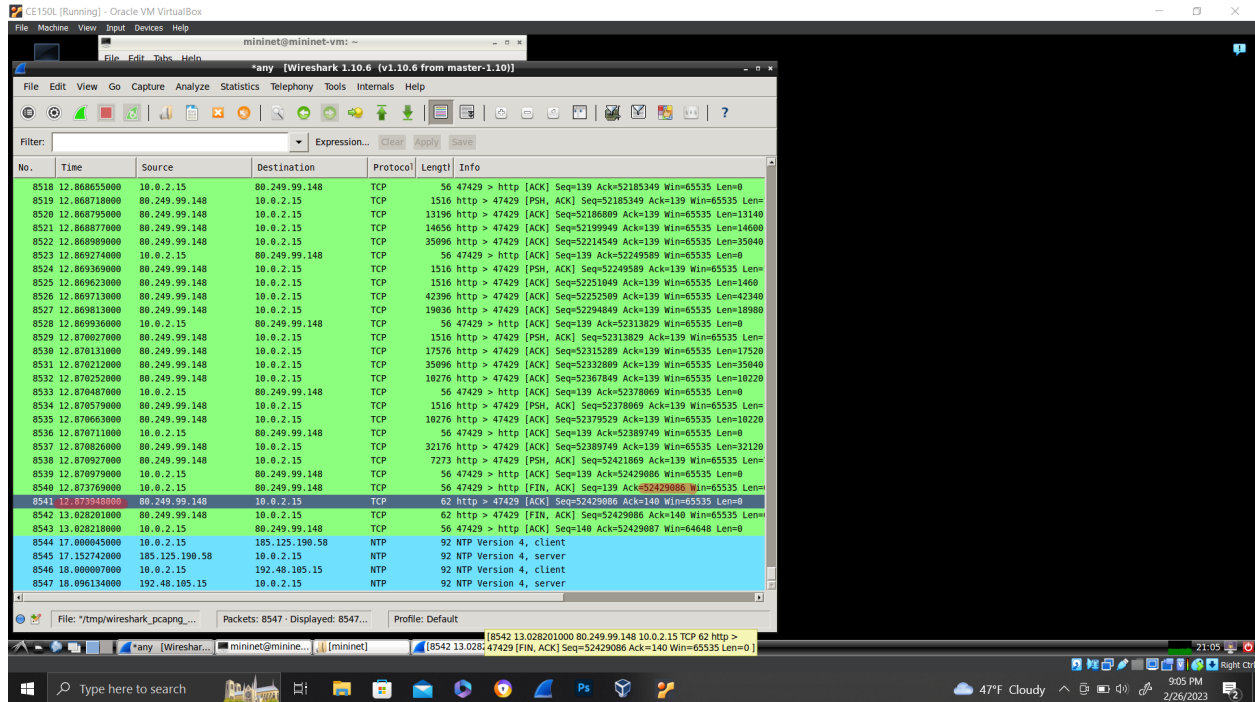 CE150L [Running] - Oracle VM VirtualBox
File Machine View Input Devices Help
mininet@mininet-vm: ~
File Edit Tabs Help
*any [Wireshark 1.10.6 (v1.10.6 from master-1.10)]
File Edit View Go Capture Analyze Statistics Telephony Tools Internals Help
Filter: Expression... Clear Apply Save
No. Time Source Destination Protocol Length Info
8518 12.868655000 10.0.2.15 80.249.99.148 TCP 56 47429 > http [ACK] Seq=139 Ack=52185349 Win=65535 Len=0
8519 12.868718000 80.249.99.148 10.0.2.15 TCP 1516 http > 47429 [PSH, ACK] Seq=52185349 Ack=139 Win=65535 Len=
8520 12.868795000 80.249.99.148 10.0.2.15 TCP 13196 http > 47429 [ACK] Seq=52186809 Ack=139 Win=65535 Len=13140
8521 12.868877000 80.249.99.148 10.0.2.15 TCP 14656 http > 47429 [ACK] Seq=52199949 Ack=139 Win=65535 Len=14600
8522 12.868989000 80.249.99.148 10.0.2.15 TCP 35096 http > 47429 [ACK] Seq=52214549 Ack=139 Win=65535 Len=35040
8523 12.869274000 10.0.2.15 80.249.99.148 TCP 56 47429 > http [ACK] Seq=139 Ack=52249589 Win=65535 Len=0
8524 12.869369000 80.249.99.148 10.0.2.15 TCP 1516 http > 47429 [PSH, ACK] Seq=52249589 Ack=139 Win=65535 Len=
8525 12.869623000 80.249.99.148 10.0.2.15 TCP 1516 http > 47429 [ACK] Seq=52251049 Ack=139 Win=65535 Len=1460
8526 12.869713000 80.249.99.148 10.0.2.15 TCP 42396 http > 47429 [ACK] Seq=52252509 Ack=139 Win=65535 Len=42340
8527 12.869813000 80.249.99.148 10.0.2.15 TCP 19036 http > 47429 [ACK] Seq=52294849 Ack=139 Win=65535 Len=18980
8528 12.869936000 10.0.2.15 80.249.99.148 TCP 56 47429 > http [ACK] Seq=139 Ack=52313829 Win=65535 Len=0
8529 12.870027000 80.249.99.148 10.0.2.15 TCP 1516 http > 47429 [PSH, ACK] Seq=52313829 Ack=139 Win=65535 Len=
8530 12.870131000 80.249.99.148 10.0.2.15 TCP 17576 http > 47429 [ACK] Seq=52315289 Ack=139 Win=65535 Len=17520
8531 12.870212000 80.249.99.148 10.0.2.15 TCP 35096 http > 47429 [ACK] Seq=52332809 Ack=139 Win=65535 Len=35040
8532 12.870252000 80.249.99.148 10.0.2.15 TCP 10276 http > 47429 [ACK] Seq=52367849 Ack=139 Win=65535 Len=10220
8533 12.870487000 10.0.2.15 80.249.99.148 TCP 56 47429 > http [ACK] Seq=139 Ack=52378069 Win=65535 Len=0
8534 12.870579000 80.249.99.148 10.0.2.15 TCP 1516 http > 47429 [PSH, ACK] Seq=52378069 Ack=139 Win=65535 Len=
8535 12.870663000 80.249.99.148 10.0.2.15 TCP 10276 http > 47429 [ACK] Seq=52379529 Ack=139 Win=65535 Len=10220
8536 12.870711000 10.0.2.15 80.249.99.148 TCP 56 47429 > http [ACK] Seq=139 Ack=52389749 Win=65535 Len=0
8537 12.870826000 80.249.99.148 10.0.2.15 TCP 32176 http > 47429 [ACK] Seq=52389749 Ack=139 Win=65535 Len=32120
8538 12.870927000 80.249.99.148 10.0.2.15 TCP 7273 http > 47429 [PSH, ACK] Seq=52421869 Ack=139 Win=65535 Len=
8539 12.870979000 10.0.2.15 80.249.99.148 TCP 56 47429 > http [ACK] Seq=139 Ack=52429086 Win=65535 Len=0
8540 12.873769000 10.0.2.15 80.249.99.148 TCP 56 47429 > http [FIN, ACK] Seq=139 Ack=52429086 Win=65535 Len=
8541 12.873948000 80.249.99.148 10.0.2.15 TCP 62 http > 47429 [ACK] Seq=52429086 Ack=140 Win=65535 Len=0
8542 13.028201000 80.249.99.148 10.0.2.15 TCP 62 http > 47429 [FIN, ACK] Seq=52429086 Ack=140 Win=65535 Len=
8543 13.028218000 10.0.2.15 80.249.99.148 TCP 56 47429 > http [ACK] Seq=140 Ack=52429087 Win=64648 Len=0
8544 17.000045000 10.0.2.15 185.125.190.58 NTP 92 NTP Version 4, client
8545 17.152742000 185.125.190.58 10.0.2.15 NTP 92 NTP Version 4, server
8546 18.000007000 10.0.2.15 192.48.105.15 NTP 92 NTP Version 4, client
8547 18.096134000 192.48.105.15 10.0.2.15 NTP 92 NTP Version 4, server
File: "/tmp/wireshark_pcapng_... Packets: 8547 · Displayed: 8547... Profile: Default
[8542 13.028201000 80.249.99.148 10.0.2.15 TCP 62 http >
47429 [FIN, ACK] Seq=52429086 Ack=140 Win=65535 Len=0 ]
*any [Wireshar... mininet@minine... [mininet] [8542 13.028 21:05
Right Ctrl
Type here to search Ps 47°F Cloudy 9:05 PM
2/26/2023 2